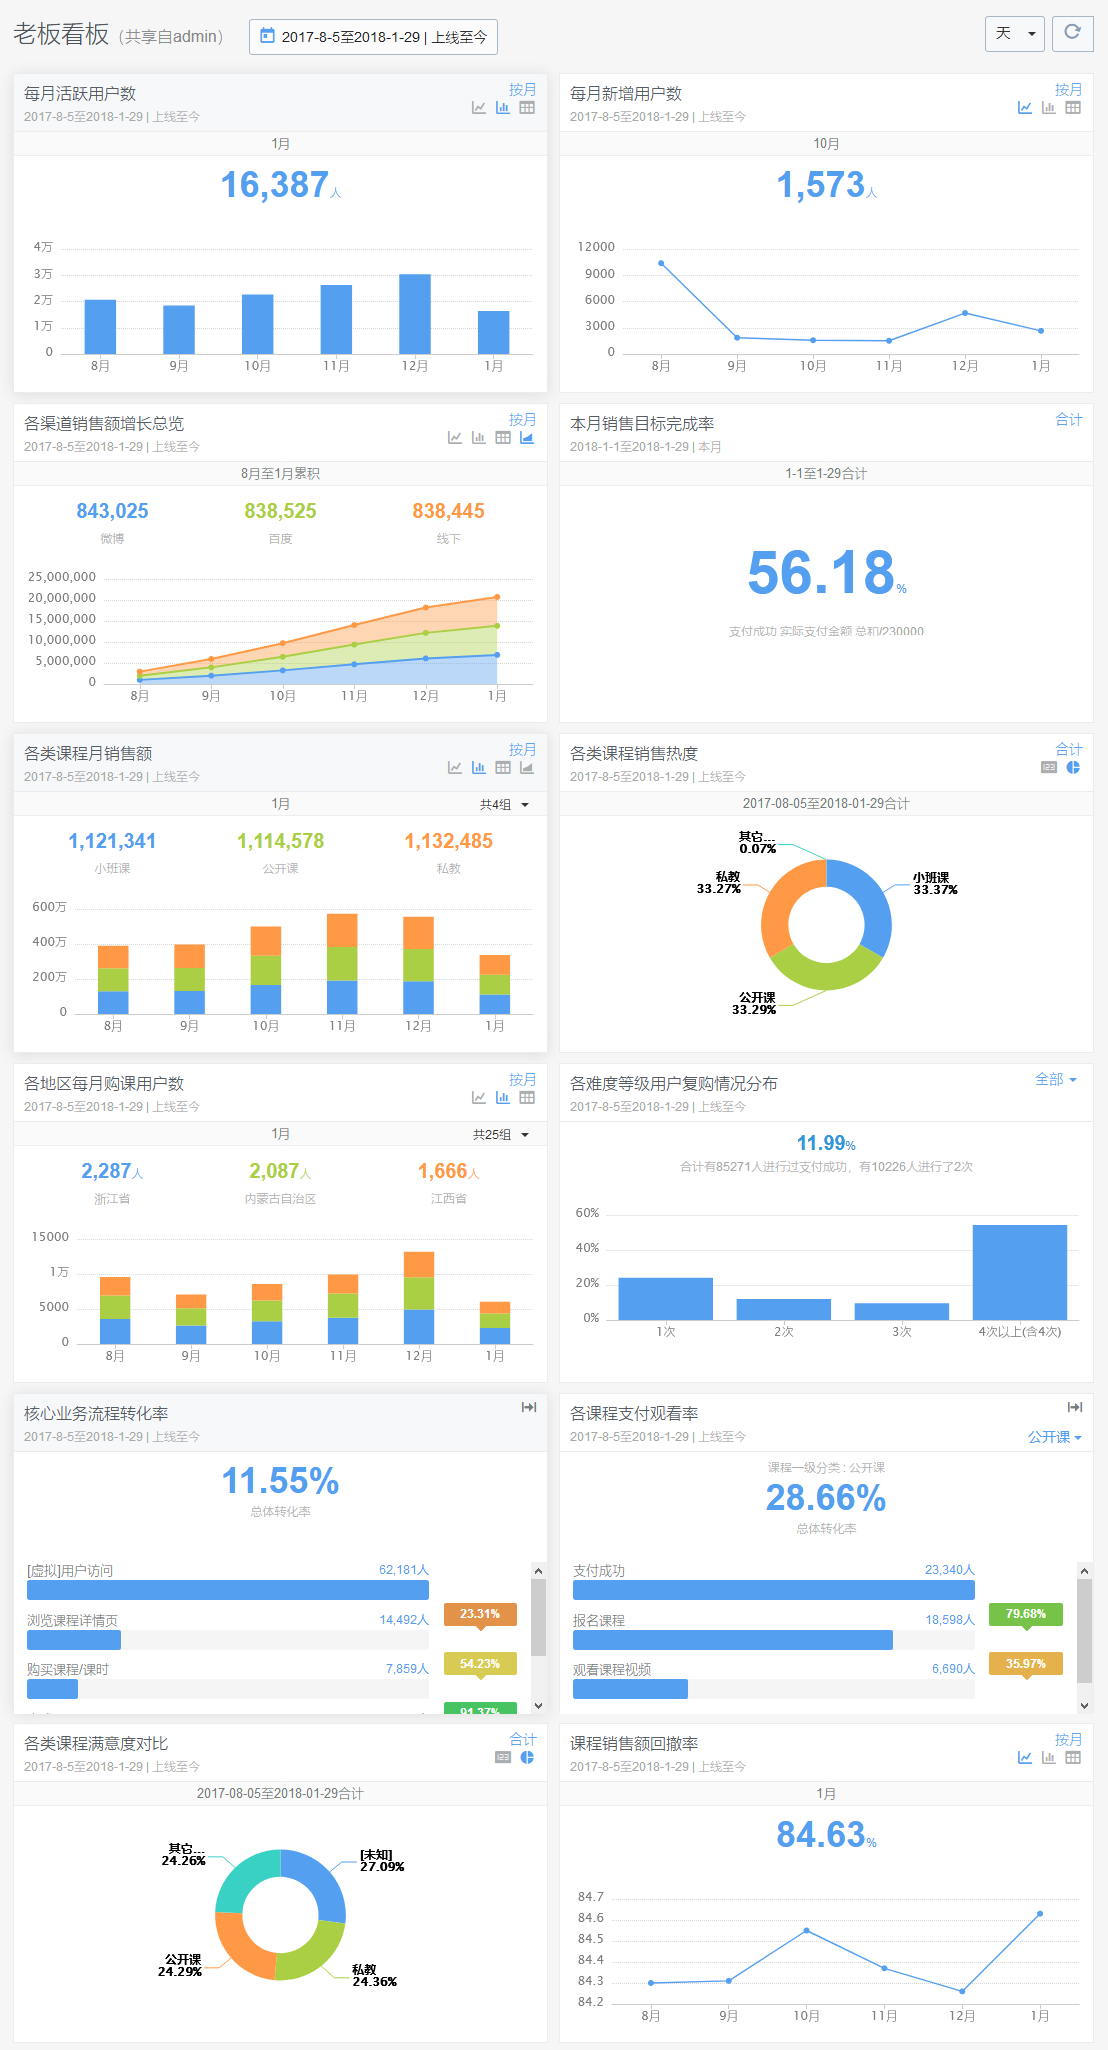 老板看板 (共享自admin)
2017-8-5至2018-1-29 | 上线至今
天
每月活跃用户数
按月
2017-8-5至2018-1-29 | 上线至今
1月
16,387人
4万
3万
2万
1万
0
8月 9月 10月 11月 12月 1月
每月新增用户数
按月
2017-8-5至2018-1-29 | 上线至今
10月
1,573人
12000
9000
6000
3000
0
8月 9月 10月 11月 12月 1月
各渠道销售额增长总览
按月
2017-8-5至2018-1-29 | 上线至今
8月至1月累积
843,025 838,525 838,445
微博 百度 线下
25,000,000
20,000,000
15,000,000
10,000,000
5,000,000
0
8月 9月 10月 11月 12月 1月
本月销售目标完成率
合计
2018-1-1至2018-1-29 | 本月
1-1至1-29合计
56.18%
支付成功 实际支付金额 总和/230000
各类课程月销售额
按月
2017-8-5至2018-1-29 | 上线至今
1月 共4组
1,121,341 1,114,578 1,132,485
小班课 公开课 私教
600万
400万
200万
0
8月 9月 10月 11月 12月 1月
各类课程销售热度
合计
123
2017-8-5至2018-1-29 | 上线至今
2017-08-05至2018-01-29合计
其它...
0.07%
私教
33.27%
小班课
33.37%
公开课
33.29%
各地区每月购课用户数
按月
2017-8-5至2018-1-29 | 上线至今
1月 共25组
2,287人 2,087人 1,666人
浙江省 内蒙古自治区 江西省
15000
1万
5000
0
8月 9月 10月 11月 12月 1月
各难度等级用户复购情况分布
全部
2017-8-5至2018-1-29 | 上线至今
11.99%
合计有85271人进行过支付成功，有10226人进行了2次
60%
40%
20%
0%
1次 2次 3次 4次以上(含4次)
核心业务流程转化率
2017-8-5至2018-1-29 | 上线至今
11.55%
总体转化率
[虚拟]用户访问 62,181人
23.31%
浏览课程详情页 14,492人
54.23%
购买课程/课时 7,859人
91.37%
各课程支付观看率
2017-8-5至2018-1-29 | 上线至今
公开课
课程一级分类 : 公开课
28.66%
总体转化率
支付成功 23,340人
79.68%
报名课程 18,598人
35.97%
观看课程视频 6,690人
各类课程满意度对比
合计
123
2017-8-5至2018-1-29 | 上线至今
2017-08-05至2018-01-29合计
其它...
24.26%
[未知]
27.09%
公开课
24.29%
私教
24.36%
课程销售额回撤率
按月
2017-8-5至2018-1-29 | 上线至今
1月
84.63%
84.7
84.6
84.5
84.4
84.3
84.2
8月 9月 10月 11月 12月 1月